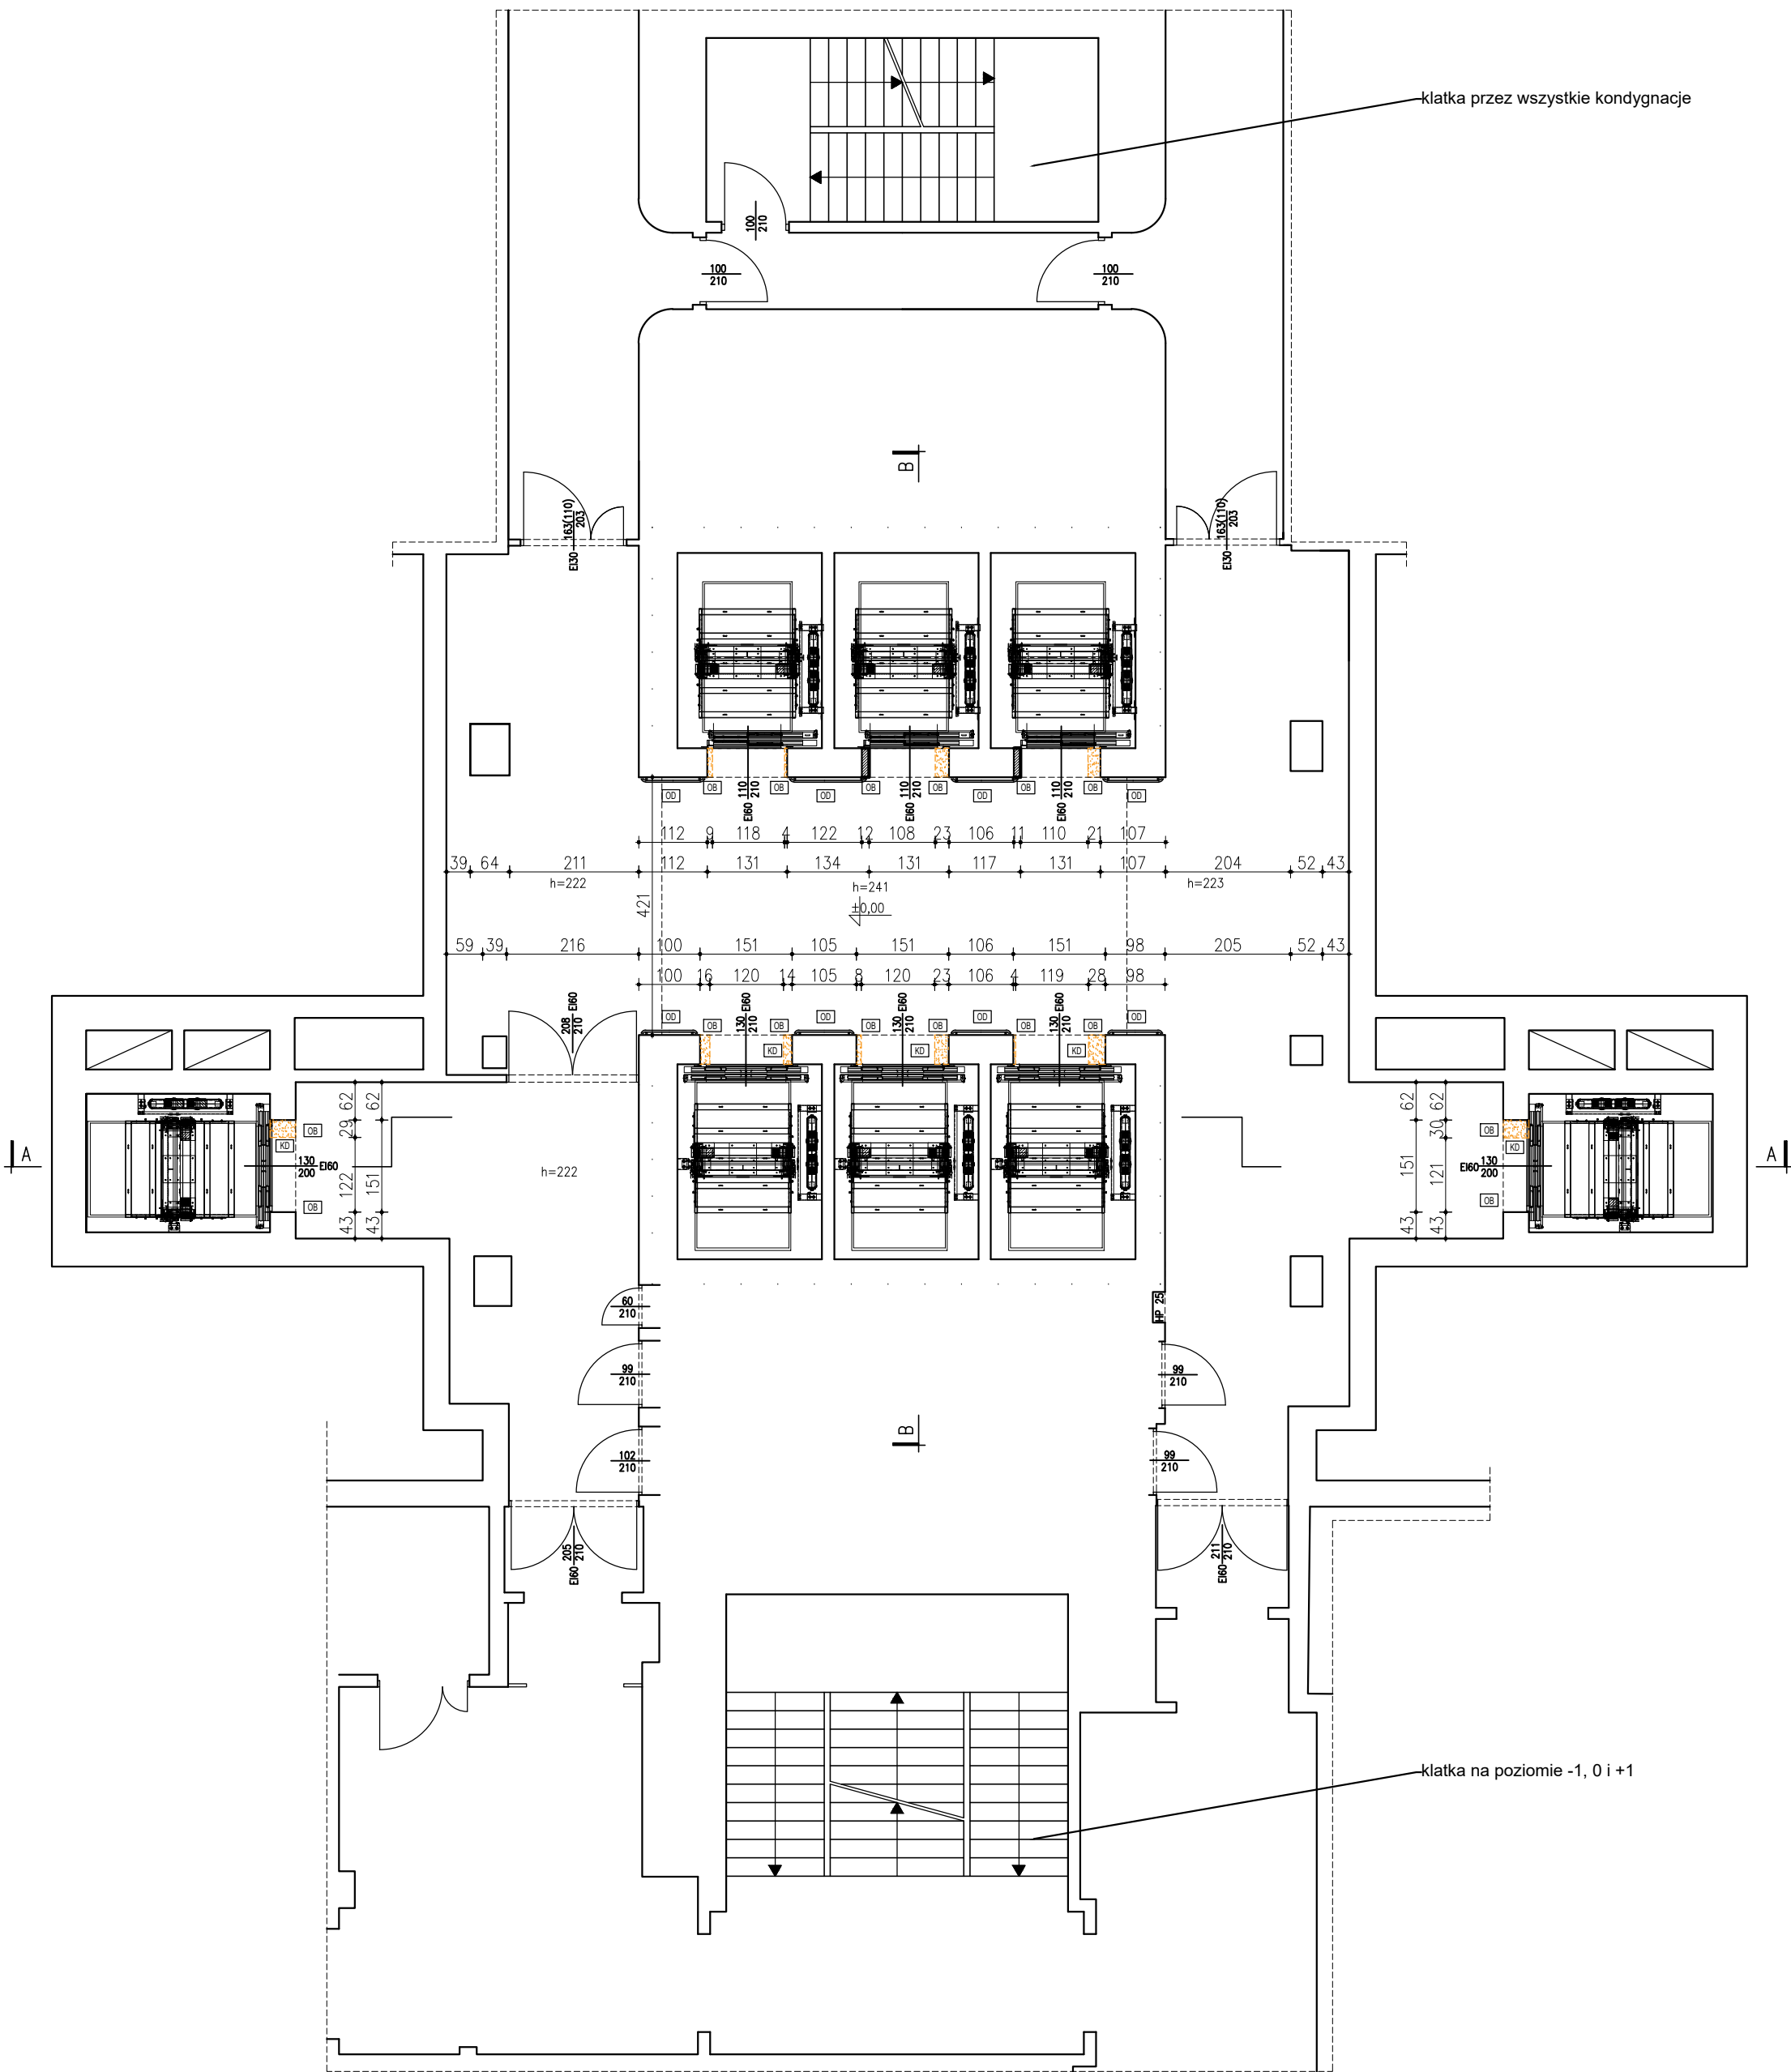 klatka przez wszystkie kondygnacje
100
210
100
210
100
210
B
163(110)
203
EI30
163(110)
203
EI30
110
210
EI60
110
210
EI60
110
210
EI60
OB OB OB OB OB OB
OD OD OD OD
112 9 118 4 122 12 108 23 106 11 110 21 107
39 64 211 112 131 134 131 117 131 107 204 52 43
h=222 h=241 h=223
421
±0,00
59 39 216 100 151 105 151 106 151 98 205 52 43
100 16 120 14 105 8 120 23 106 4 119 28 98
208
210
EI60
OD OD OD OD
OB OB OB OB OB OB
130
210
EI60
130
210
EI60
130
210
EI60
KD KD KD
62 62
29
122 151
43 43
OB
KD
130
200
EI60
OB
A
h=222
62 62
30
151 121
43 43
OB
KD
EI60
130
200
OB
A
60
210
HP 25
99
210
99
210
B
102
210
99
210
205
210
EI60
211
210
EI60
klatka na poziomie -1, 0 i +1